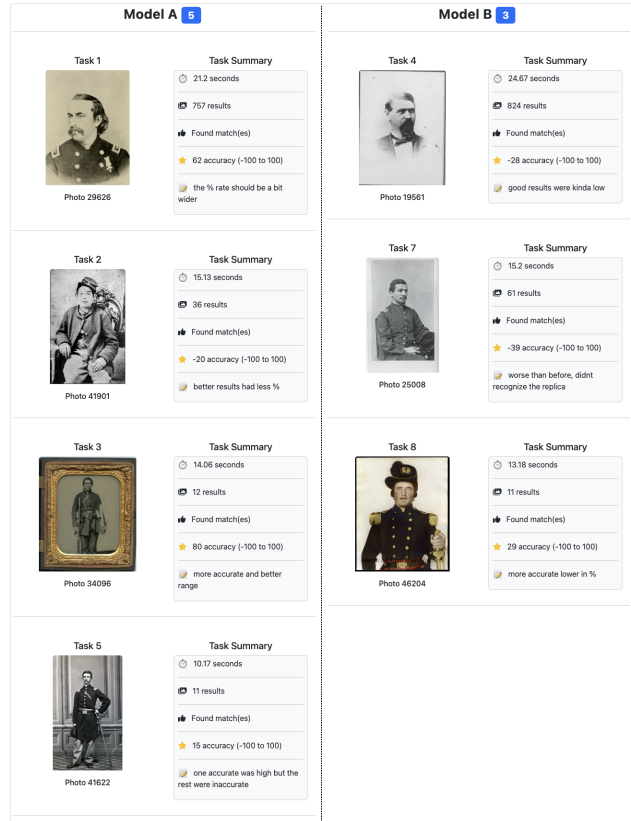 Model A 5
Task 1
Task Summary
21.2 seconds
757 results
Found match(es)
62 accuracy (-100 to 100)
the % rate should be a bit
wider
Photo 29626
Task 2
Task Summary
15.13 seconds
36 results
Found match(es)
-20 accuracy (-100 to 100)
better results had less %
Photo 41901
Task 3
Task Summary
14.06 seconds
12 results
Found match(es)
80 accuracy (-100 to 100)
more accurate and better
range
Photo 34096
Task 5
Task Summary
10.17 seconds
11 results
Found match(es)
15 accuracy (-100 to 100)
one accurate was high but the
rest were inaccurate
Photo 41622
Model B 3
Task 4
Task Summary
24.67 seconds
824 results
Found match(es)
-28 accuracy (-100 to 100)
good results were kinda low
Photo 19561
Task 7
Task Summary
15.2 seconds
61 results
Found match(es)
-39 accuracy (-100 to 100)
worse than before, didnt
recognize the replica
Photo 25008
Task 8
Task Summary
13.18 seconds
11 results
Found match(es)
29 accuracy (-100 to 100)
more accurate lower in %
Photo 46204